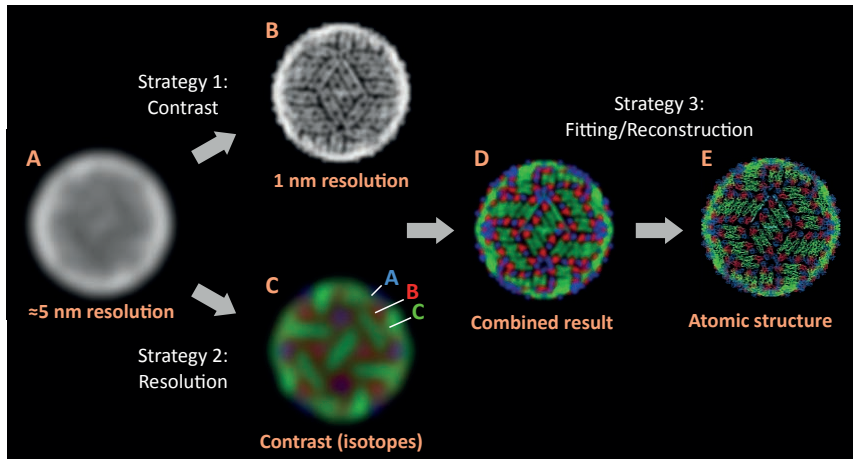 B
Strategy 1:
Contrast
1 nm resolution
Strategy 3:
Fitting/Reconstruction
A
≈5 nm resolution
D
E
Combined result
Atomic structure
C
A
B
C
Strategy 2:
Resolution
Contrast (isotopes)